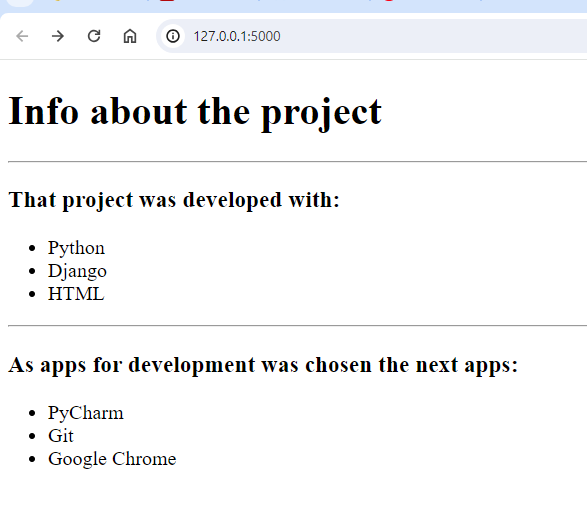 127.0.0.1:5000
Info about the project
That project was developed with:
Python
Django
HTML
As apps for development was chosen the next apps:
PyCharm
Git
Google Chrome